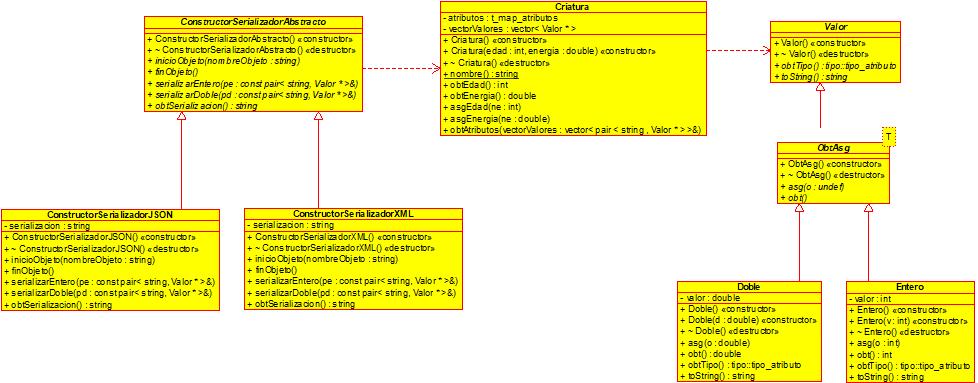 ConstructorSerializadorAbstracto
+ ConstructorSerializadorAbstracto() «constructor»
+ ~ ConstructorSerializadorAbstracto() «destructor»
+ inicioObjeto(nombreObjeto : string)
+ finObjeto()
+ serializarEntero(pe : const pair< string, Valor * >&)
+ serializarDoble(pd : const pair< string, Valor * >&)
+ obtSerializacion() : string
Criatura
- atributos : t_map_atributos
- vectorValores : vector< Valor * >
+ Criatura() «constructor»
+ Criatura(edad : int, energia : double) «constructor»
+ ~ Criatura() «destructor»
+ nombre() : string
+ obtEdad() : int
+ obtEnergia() : double
+ asgEdad(ne : int)
+ asgEnergia(ne : double)
+ obtAtributos(vectorValores : vector< pair < string , Valor * > >&)
Valor
+ Valor() «constructor»
+ ~ Valor() «destructor»
+ obtTipo() : tipo::tipo_atributo
+ toString() : string
T
ObtAsg
+ ObtAsg() «constructor»
+ ~ ObtAsg() «destructor»
+ asg(o : undef)
+ obt()
ConstructorSerializadorJSON
- serializacion : string
+ ConstructorSerializadorJSON() «constructor»
+ ~ ConstructorSerializadorJSON() «destructor»
+ inicioObjeto(nombreObjeto : string)
+ finObjeto()
+ serializarEntero(pe : const pair< string, Valor * >&)
+ serializarDoble(pd : const pair< string, Valor * >&)
+ obtSerializacion() : string
ConstructorSerializadorXML
- serializacion : string
+ ConstructorSerializadorXML() «constructor»
+ ~ ConstructorSerializadorXML() «destructor»
+ inicioObjeto(nombreObjeto : string)
+ finObjeto()
+ serializarEntero(pe : const pair< string, Valor * >&)
+ serializarDoble(pd : const pair< string, Valor * >&)
+ obtSerializacion() : string
Doble
- valor : double
+ Doble() «constructor»
+ Doble(d : double) «constructor»
+ ~ Doble() «destructor»
+ asg(o : double)
+ obt() : double
+ obtTipo() : tipo::tipo_atributo
+ toString() : string
Entero
- valor : int
+ Entero() «constructor»
+ Entero(v : int) «constructor»
+ ~ Entero() «destructor»
+ asg(o : int)
+ obt() : int
+ obtTipo() : tipo::tipo_atributo
+ toString() : string